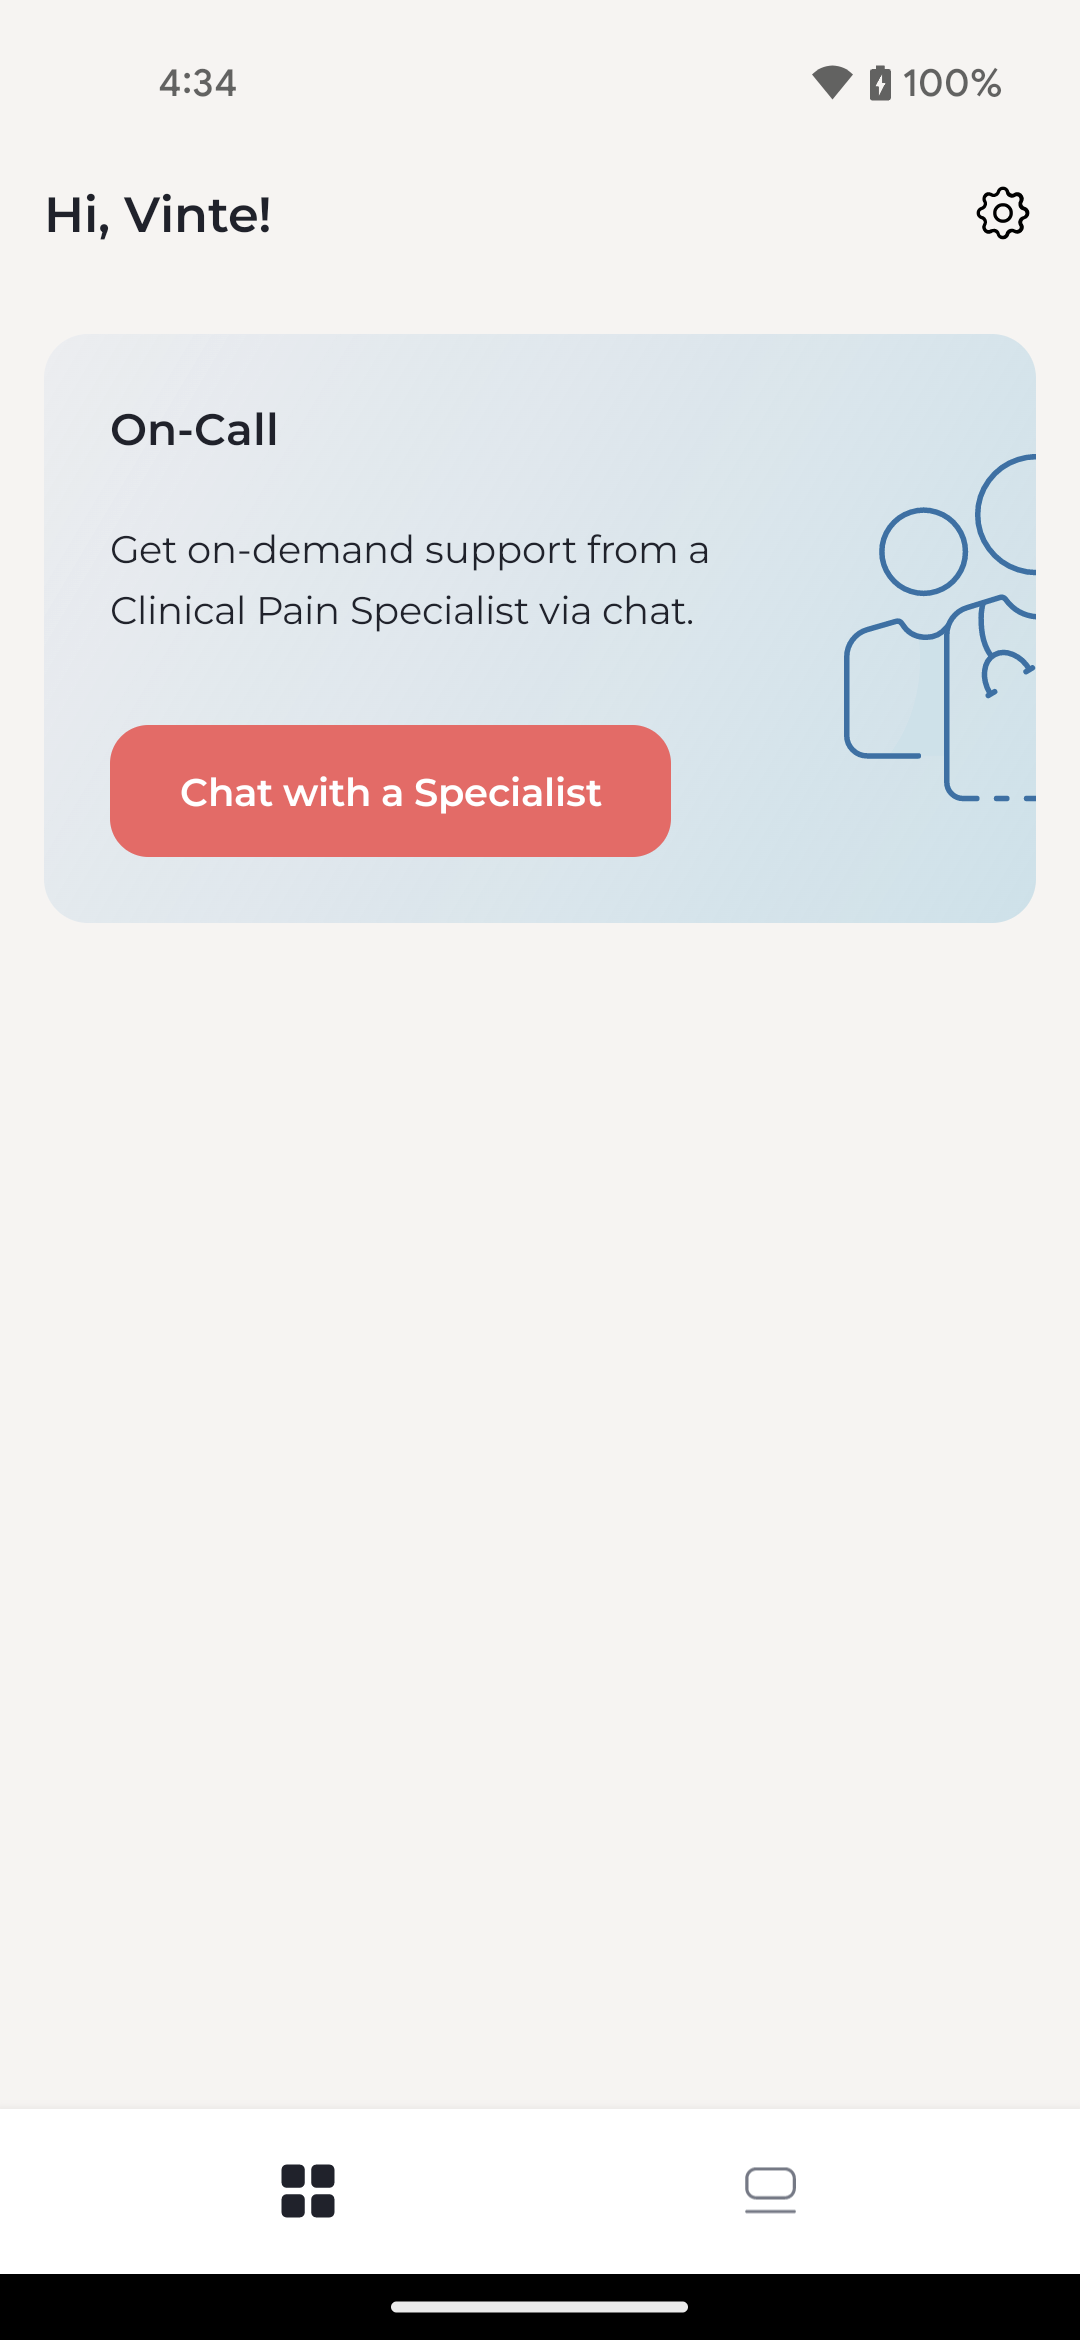 4:34
100%
Hi, Vinte!
On-Call
Get on-demand support from a
Clinical Pain Specialist via chat.
Chat with a Specialist